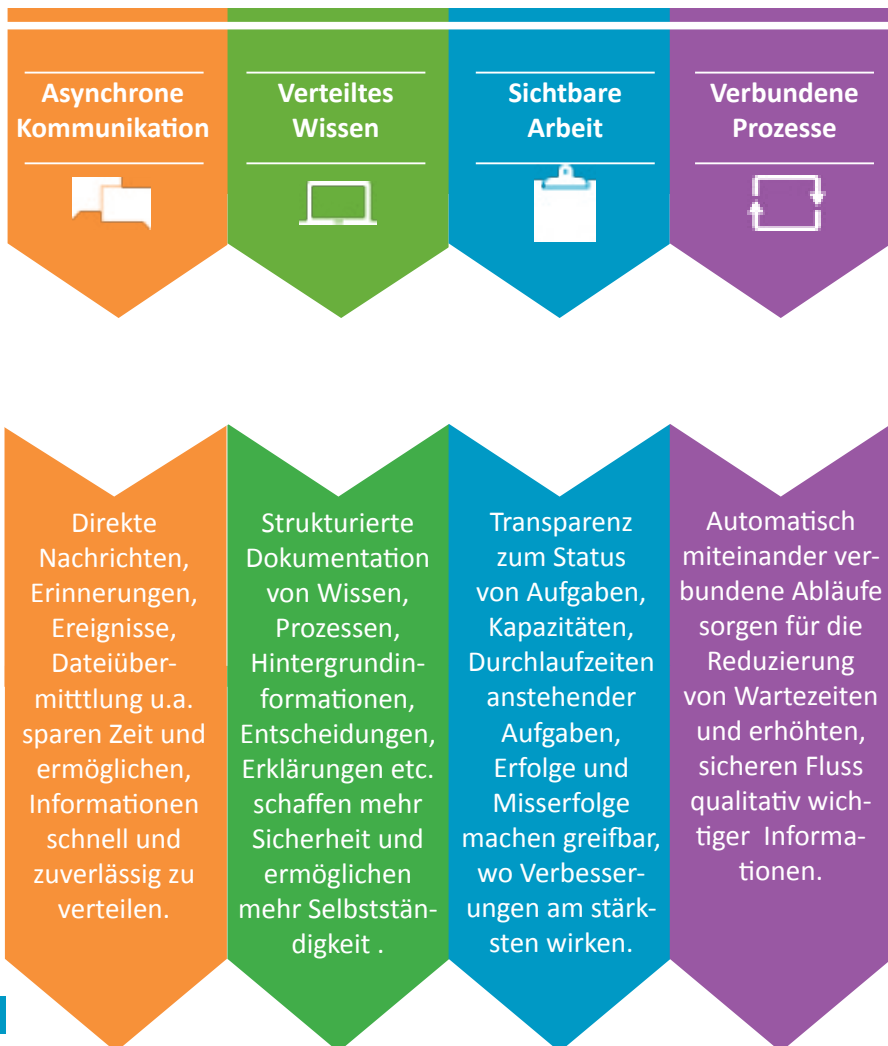 Asynchrone
Kommunikation
Verteiltes
Wissen
Sichtbare
Arbeit
Verbundene
Prozesse
Direkte
Nachrichten,
Erinnerungen,
Ereignisse,
Dateiüber-
mitttlung u.a.
sparen Zeit und
ermöglichen,
Informationen
schnell und
zuverlässig zu
verteilen.
Strukturierte
Dokumentation
von Wissen,
Prozessen,
Hintergrundin-
formationen,
Entscheidungen,
Erklärungen etc.
schaffen mehr
Sicherheit und
ermöglichen
mehr Selbststän-
digkeit .
Transparenz
zum Status
von Aufgaben,
Kapazitäten,
Durchlaufzeiten
anstehender
Aufgaben,
Erfolge und
Misserfolge
machen greifbar,
wo Verbesser-
ungen am stärk-
sten wirken.
Automatisch
miteinander ver-
bundene Abläufe
sorgen für die
Reduzierung
von Wartezeiten
und erhöhten,
sicheren Fluss
qualitativ wich-
tiger  Informa-
tionen.